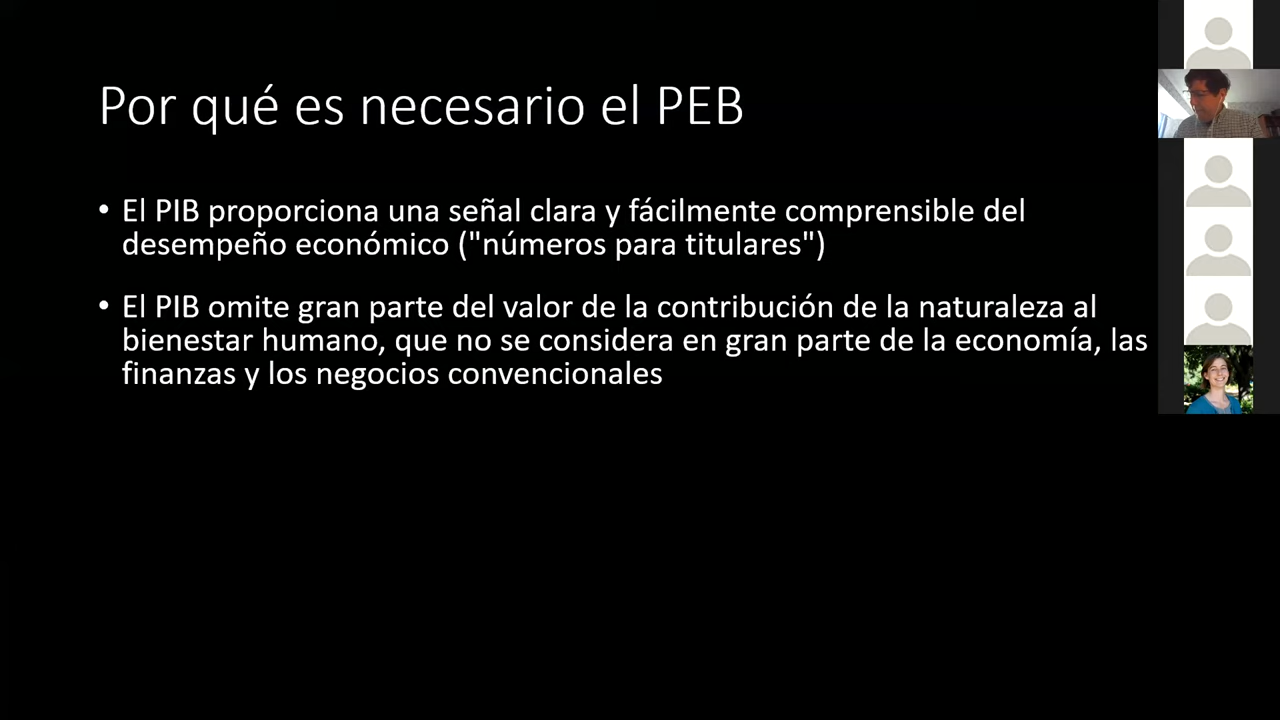 Por qué es necesario el PEB
• El PIB proporciona una señal clara y fácilmente comprensible del
desempeño económico ("números para titulares")
• El PIB omite gran parte del valor de la contribución de la naturaleza al
bienestar humano, que no se considera en gran parte de la economía, las
finanzas y los negocios convencionales